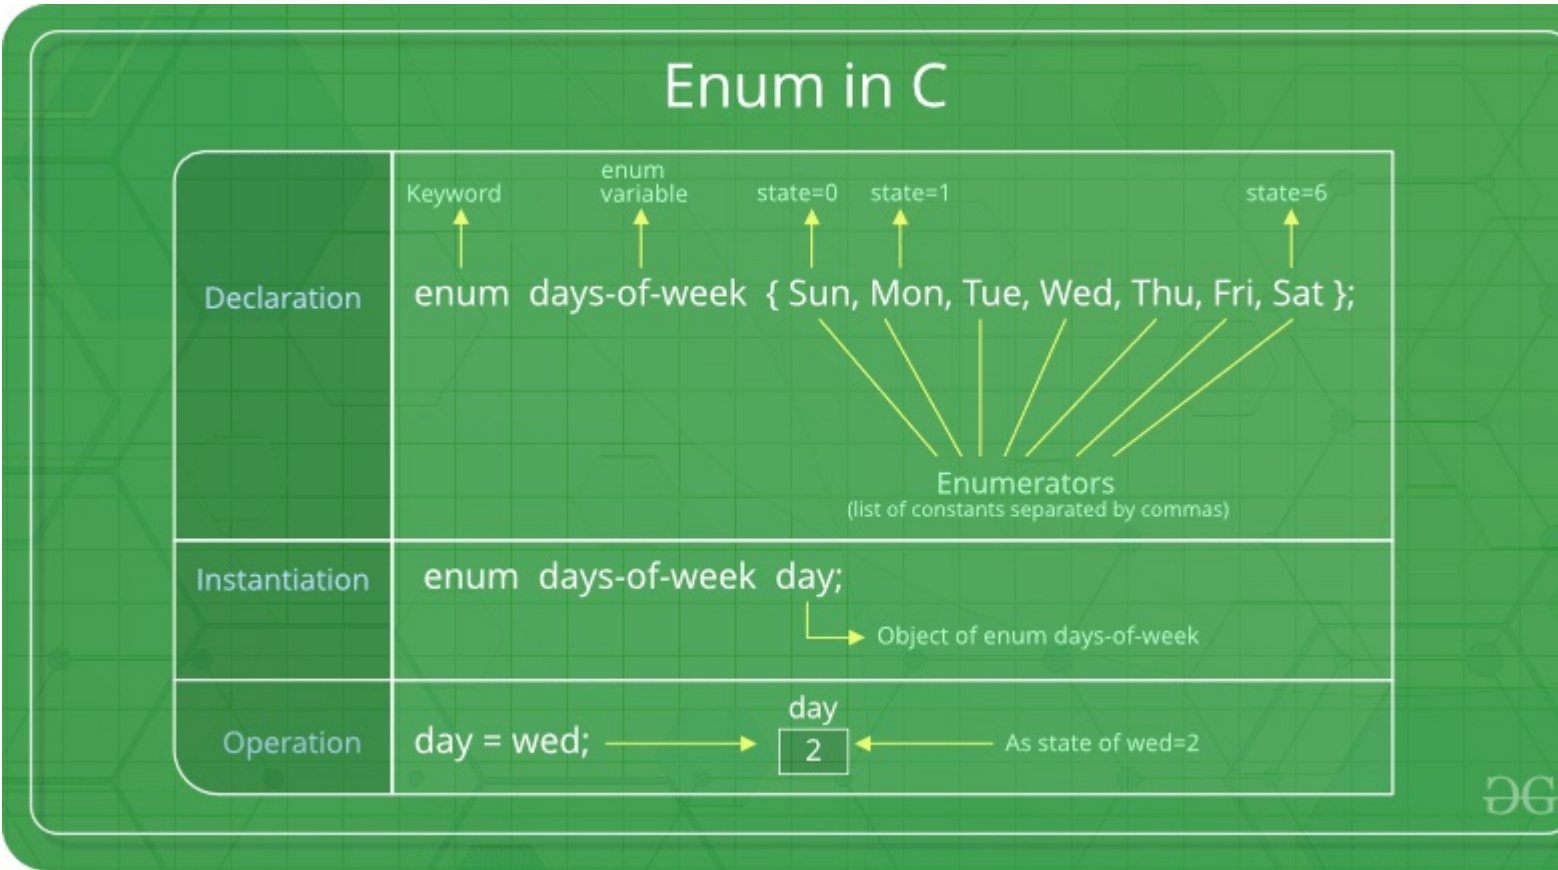 Enum in C
Keyword
enum
variable
state=0
state=1
state=6
Declaration
enum days-of-week { Sun, Mon, Tue, Wed, Thu, Fri, Sat };
Enumerators
(list of constants separated by commas)
Instantiation
enum days-of-week day;
Object of enum days-of-week
Operation
day = wed;
day
2
As state of wed=2